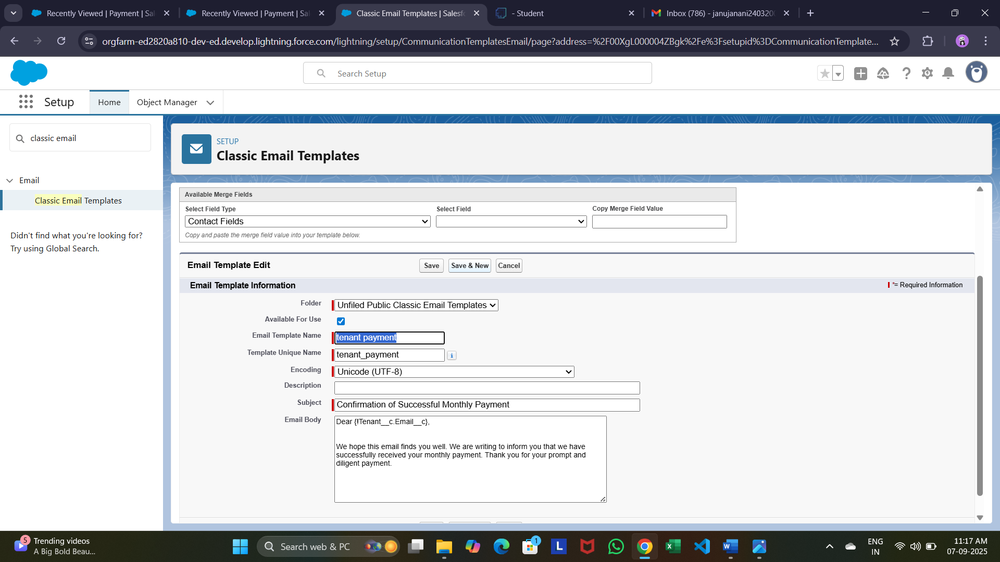 Recently Viewed | Payment | Sal
Recently Viewed | Payment | Sal
Classic Email Templates | Salesfo
- Student
Inbox (786) - janujanani240320
orgfarm-ed2820a810-dev-ed.develop.lightning.force.com/lightning/setup/CommunicationTemplatesEmail/page?address=%2F00XgL000004ZBgk%2Fe%3Fsetupid%3DCommunicationTemplate...
Search Setup
Setup
Home
Object Manager
classic email
Email
Classic Email Templates
Didn't find what you're looking for?
Try using Global Search.
SETUP
Classic Email Templates
Available Merge Fields
Select Field Type
Select Field
Copy Merge Field Value
Contact Fields
Copy and paste the merge field value into your template below.
Email Template Edit
Save
Save & New
Cancel
Email Template Information
*= Required Information
Folder
Unfiled Public Classic Email Templates
Available For Use
Email Template Name
tenant payment
Template Unique Name
tenant_payment
i
Encoding
Unicode (UTF-8)
Description
Subject
Confirmation of Successful Monthly Payment
Email Body
Dear {!Tenant__c.Email__c},
We hope this email finds you well. We are writing to inform you that we have
successfully received your monthly payment. Thank you for your prompt and
diligent payment.
5
Trending videos
A Big Bold Beau...
Search web & PC
1
L
ENG
IN
11:17 AM
07-09-2025